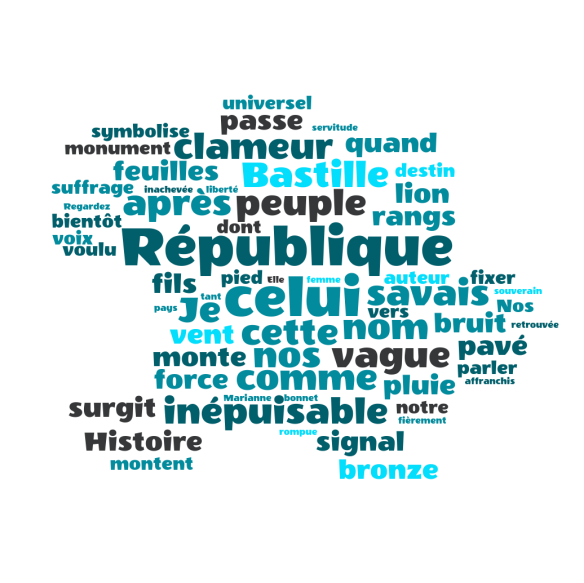 universel
passe
servitude
symbolise
monument clameur quand
feuilles Bastille destin
suffrage inachevée liberté lion
Regardez après peuple rangs
bientôt dont
voix
voulu République
fils pied Elle femme auteur fixer
pays tant Je celui savais souverain
vers Nos
vent cette nom bruit retrouvée
monte nos vague pavé
parler
force comme pluie affranchis
Marianne bonnet
surgit inépuisable notre
fièrement
Histoire rompue signal
montent bronze